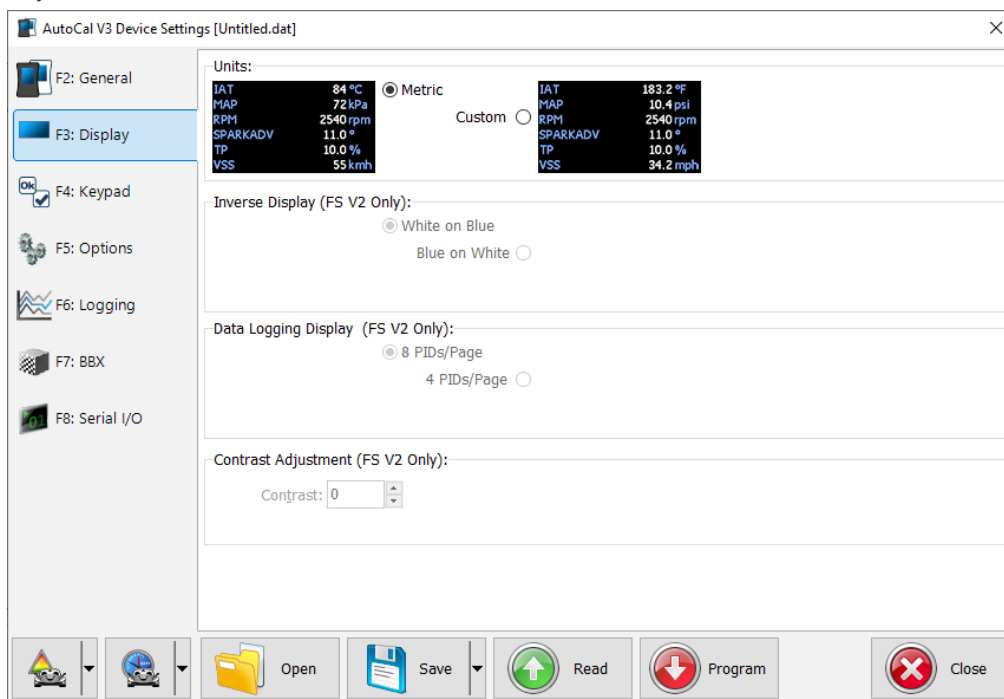 AutoCal V3 Device Settings [Untitled.dat]
F2: General
F3: Display
F4: Keypad
F5: Options
F6: Logging
F7: BBX
F8: Serial I/O
Units:
IAT 84 °C
MAP 72 kPa
RPM 2540 rpm
SPARKADV 11.0 °
TP 10.0 %
VSS 55 kmh
Metric
Custom
IAT 183.2 °F
MAP 10.4 psi
RPM 2540 rpm
SPARKADV 11.0 °
TP 10.0 %
VSS 34.2 mph
Inverse Display (FS V2 Only):
White on Blue
Blue on White
Data Logging Display (FS V2 Only):
8 PIDs/Page
4 PIDs/Page
Contrast Adjustment (FS V2 Only):
Contrast: 0
Open
Save
Read
Program
Close